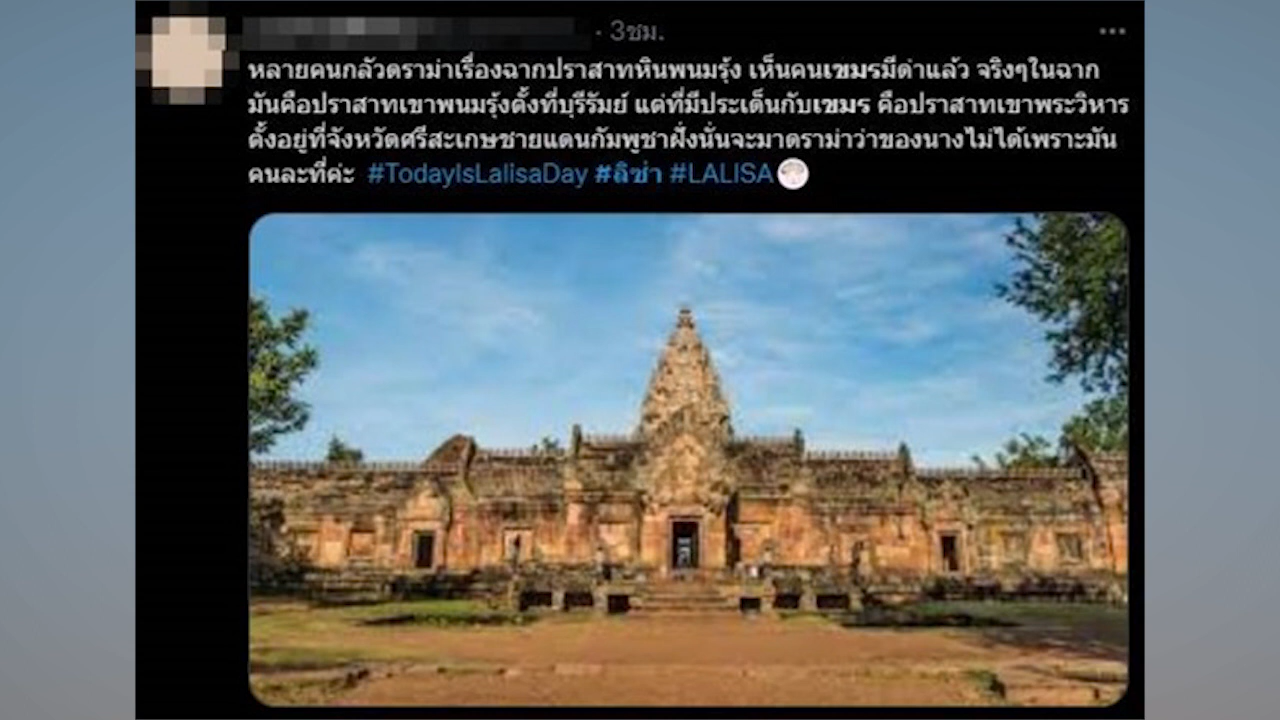 · 3ชม.
หลายคนกลัวดราม่าเรื่องฉากปราสาทหินพนมรุ้ง เห็นคนเขมรมีด่าแล้ว จริงๆในฉาก
มันคือปราสาทเขาพนมรุ้งตั้งที่บุรีรัมย์ แต่ที่มีประเด็นกับเขมร คือปราสาทเขาพระวิหาร
ตั้งอยู่ที่จังหวัดศรีสะเกษชายแดนกัมพูชาฝั่งนั่นจะมาดราม่าว่าของนางไม่ได้เพราะมัน
คนละที่ค่ะ #TodayIsLalisaDay #ลิซ่า #LALISA